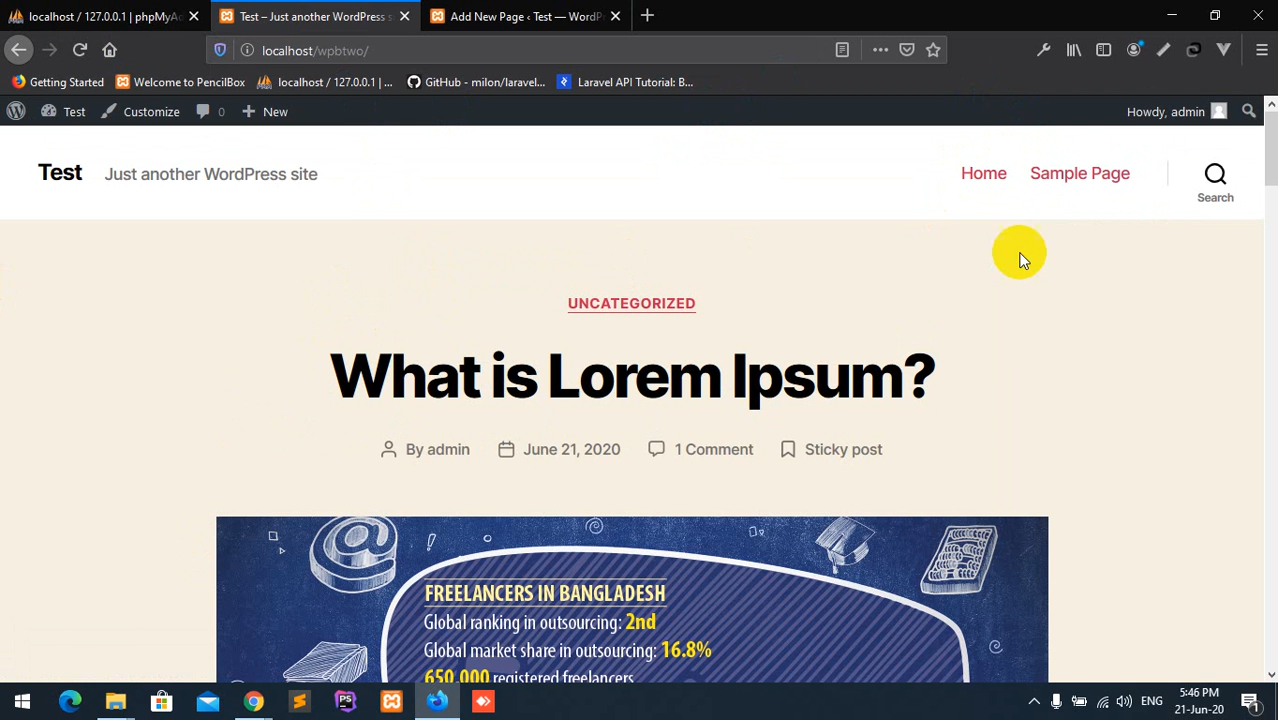 localhost / 127.0.0.1 | phpMyAd
Test – Just another WordPress s
Add New Page ‹ Test — WordPr
localhost/wpbtwo/
Getting Started
Welcome to PencilBox
localhost / 127.0.0.1 | ...
GitHub - milon/laravel...
Laravel API Tutorial: B...
Test
Customize
0
New
Howdy, admin
Test
Just another WordPress site
Home
Sample Page
Search
UNCATEGORIZED
What is Lorem Ipsum?
By admin
June 21, 2020
1 Comment
Sticky post
FREELANCERS IN BANGLADESH
Global ranking in outsourcing: 2nd
Global market share in outsourcing: 16.8%
650,000 registered freelancers
ENG
5:46 PM
21-Jun-20
1